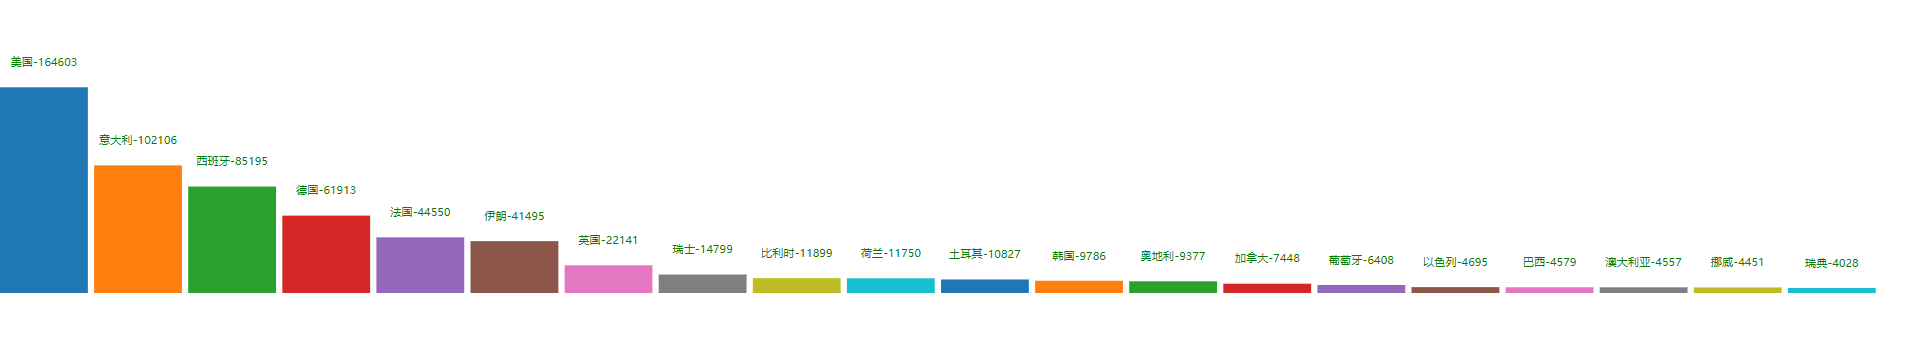 美国-164603
意大利-102106
西班牙-85195
德国-61913
法国-44550
伊朗-41495
英国-22141
瑞士-14799
比利时-11899
荷兰-11750
土耳其-10827
韩国-9786
奥地利-9377
加拿大-7448
葡萄牙-6408
以色列-4695
巴西-4579
澳大利亚-4557
挪威-4451
瑞典-4028